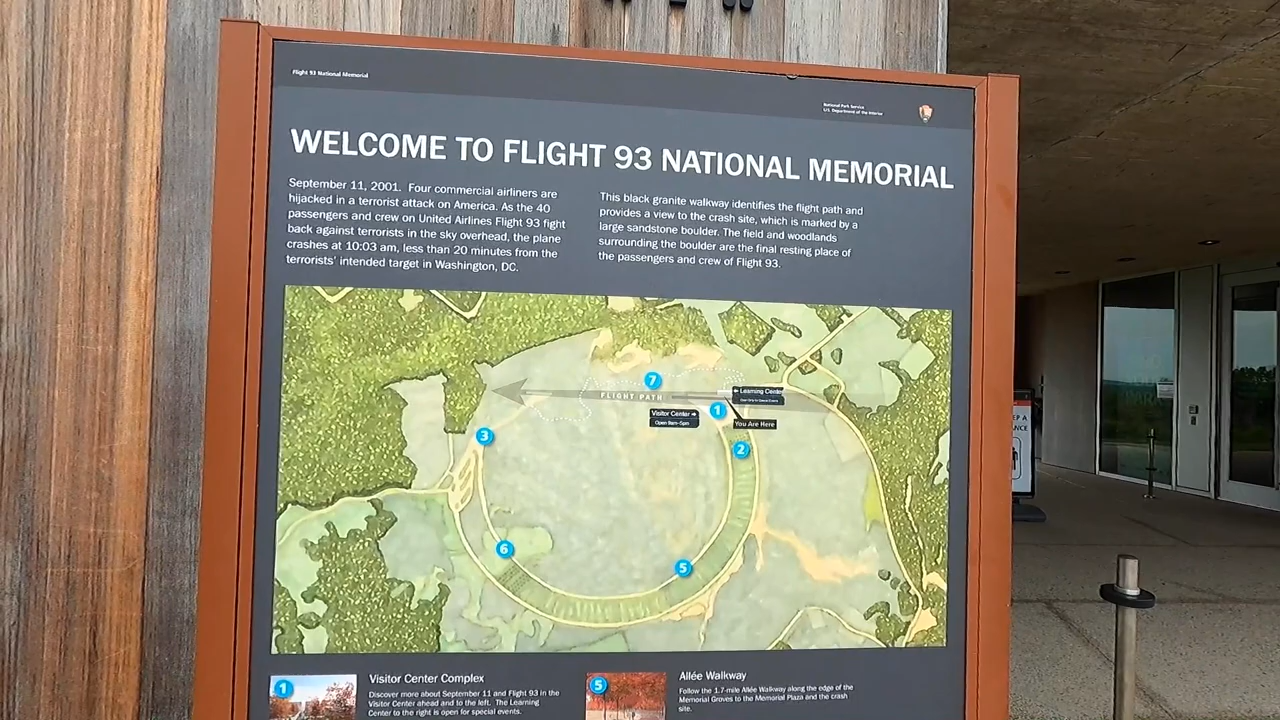 Flight 93 National Memorial
National Park Service
U.S. Department of the Interior
WELCOME TO FLIGHT 93 NATIONAL MEMORIAL
September 11, 2001. Four commercial airliners are
hijacked in a terrorist attack on America. As the 40
passengers and crew on United Airlines Flight 93 fight
back against terrorists in the sky overhead, the plane
crashes at 10:03 am, less than 20 minutes from the
terrorists' intended target in Washington, DC.
This black granite walkway identifies the flight path and
provides a view to the crash site, which is marked by a
large sandstone boulder. The field and woodlands
surrounding the boulder are the final resting place of
the passengers and crew of Flight 93.
7
FLIGHT PATH
Learning Center
Visitor Center
Open 9am-5pm
1
You Are Here
3
2
6
5
1
Visitor Center Complex
Discover more about September 11 and Flight 93 in the
Visitor Center ahead and to the left. The Learning
Center to the right is open for special events.
5
Allée Walkway
Follow the 1.7-mile Allée Walkway along the edge of the
Memorial Groves to the Memorial Plaza and the crash
site.